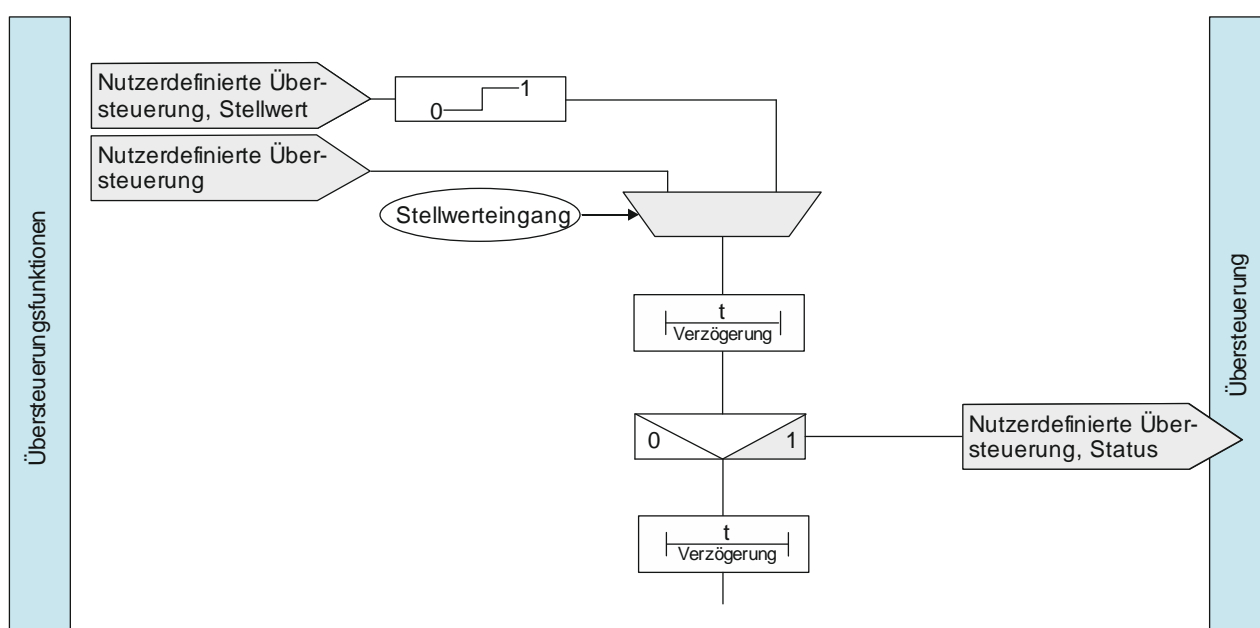 Übersteuerungsfunktionen
Nutzerdefinierte Über-
steuerung, Stellwert
0
1
Nutzerdefinierte Über-
steuerung
Stellwerteingang
t
Verzögerung
0
1
Nutzerdefinierte Über-
steuerung, Status
t
Verzögerung
Übersteuerung